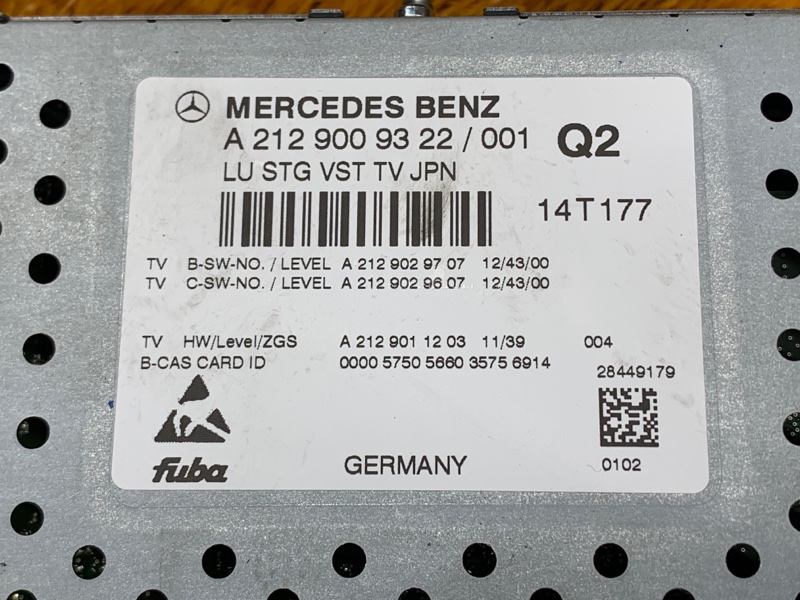 MERCEDES BENZ
A 212 900 93 22 / 001 Q2
LU STG VST TV JPN
14T177
TV B-SW-NO. / LEVEL A 212 902 97 07 12/43/00
TV C-SW-NO. / LEVEL A 212 902 96 07 12/43/00
TV HW/Level/ZGS A 212 901 12 03 11/39 004
B-CAS CARD ID 0000 5750 5660 3575 6914
28449179
fuba GERMANY 0102